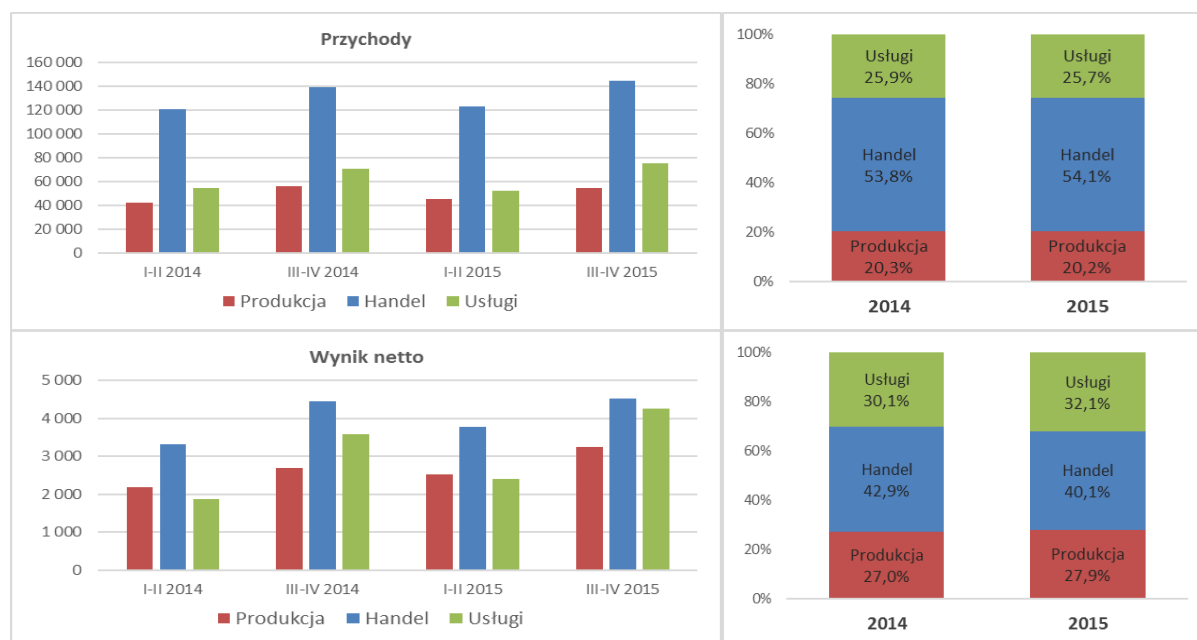 Przychody
160 000
140 000
120 000
100 000
80 000
60 000
40 000
20 000
0
I-II 2014 III-IV 2014 I-II 2015 III-IV 2015
Produkcja Handel Usługi
100%
80%
60%
40%
20%
0%
Usługi
25,9%
Handel
53,8%
Produkcja
20,3%
Usługi
25,7%
Handel
54,1%
Produkcja
20,2%
2014 2015
Wynik netto
5 000
4 000
3 000
2 000
1 000
0
I-II 2014 III-IV 2014 I-II 2015 III-IV 2015
Produkcja Handel Usługi
100%
80%
60%
40%
20%
0%
Usługi
30,1%
Handel
42,9%
Produkcja
27,0%
Usługi
32,1%
Handel
40,1%
Produkcja
27,9%
2014 2015